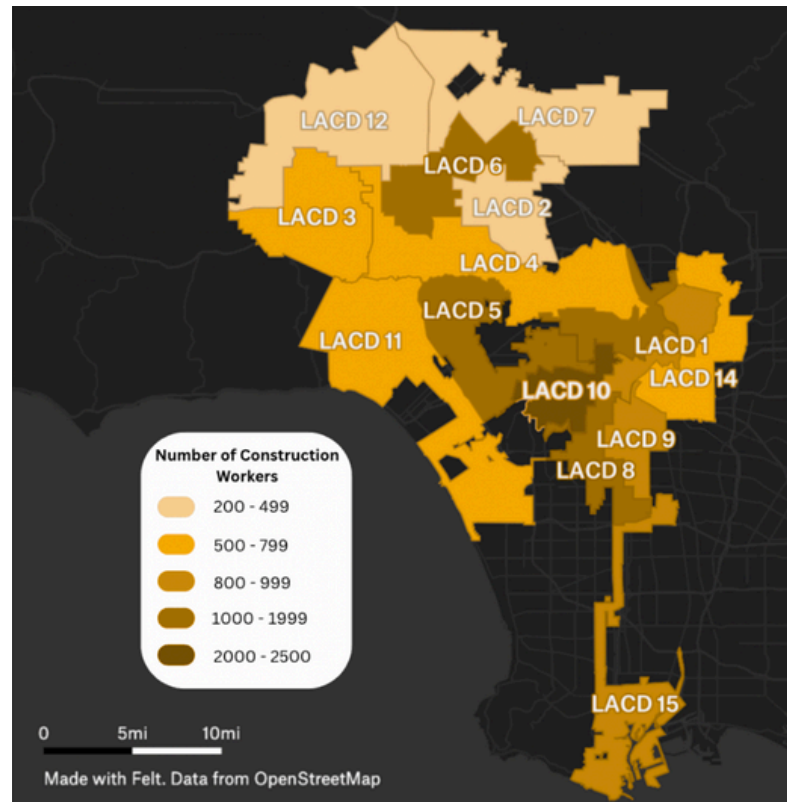 LACD 12
LACD 7
LACD 6
LACD 3
LACD 2
LACD 4
LACD 5
LACD 11
LACD 1
LACD 14
LACD 10
LACD 9
LACD 8
Number of Construction
Workers
200 - 499
500 - 799
800 - 999
1000 - 1999
2000 - 2500
LACD 15
0 5mi 10mi
Made with Felt. Data from OpenStreetMap